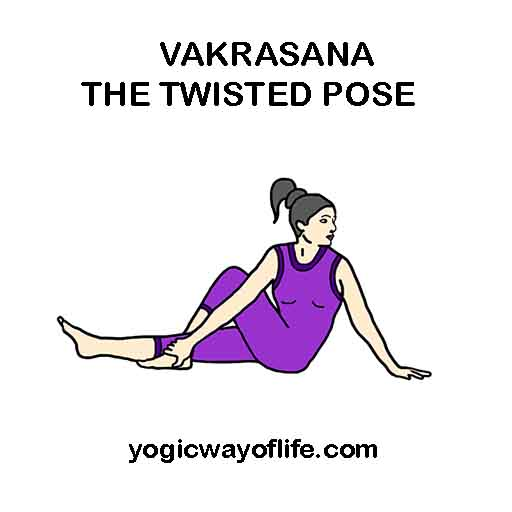 VAKRASANA
THE TWISTED POSE
yogicwayoflife.com